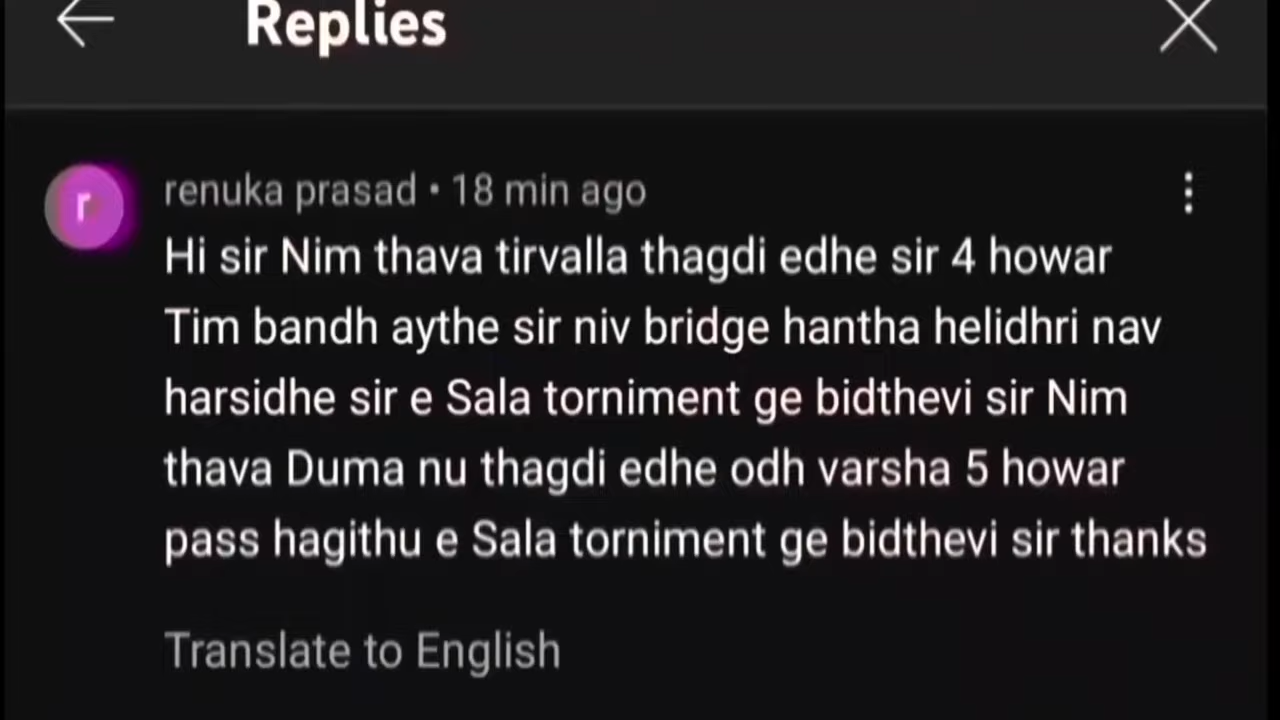 Replies
r
renuka prasad • 18 min ago
Hi sir Nim thava tirvalla thagdi edhe sir 4 howar
Tim bandh aythe sir niv bridge hantha helidhri nav
harsidhe sir e Sala torniment ge bidthevi sir Nim
thava Duma nu thagdi edhe odh varsha 5 howar
pass hagithu e Sala torniment ge bidthevi sir thanks
Translate to English